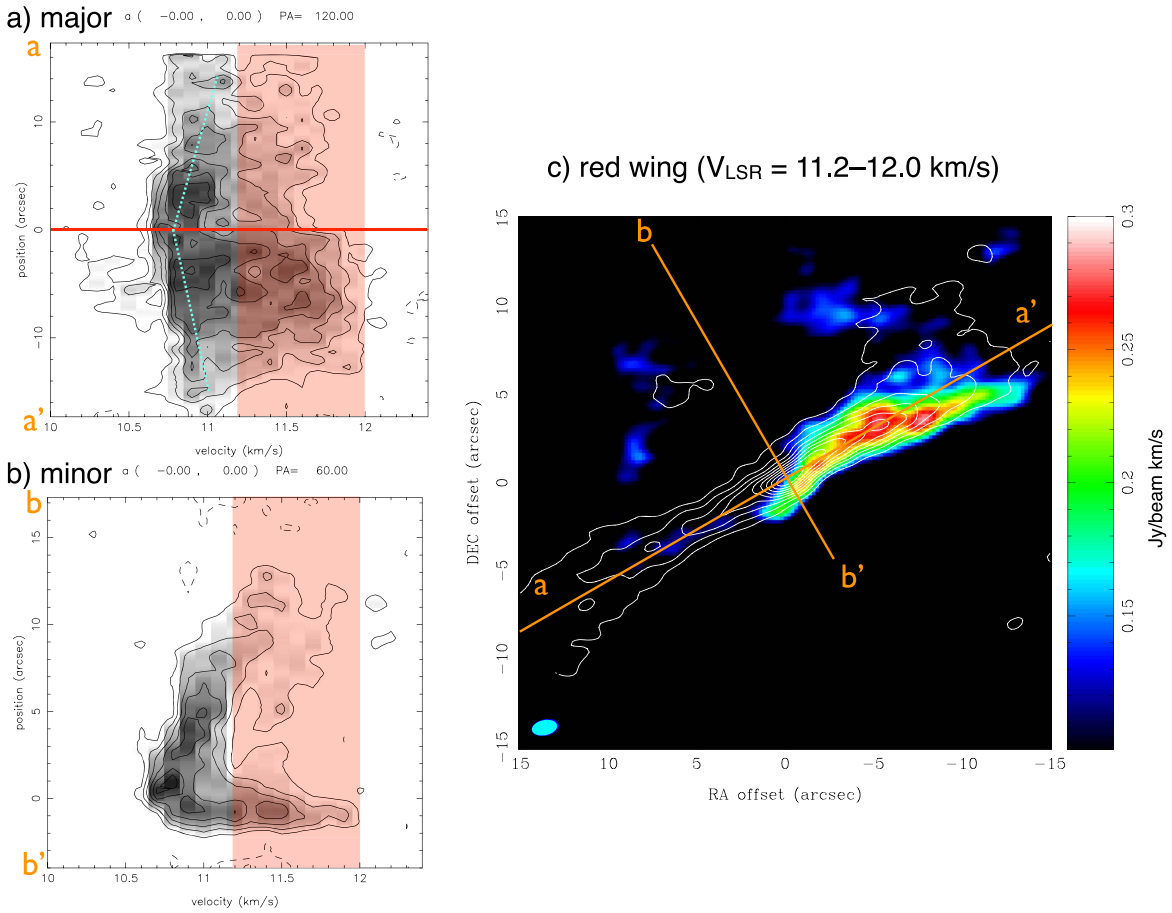 a) major a ( −0.00 , 0.00 ) PA= 120.00
a
position (arcsec)
10
0
−10
a'
10 10.5 11 11.5 12
velocity (km/s)
b) minor a ( −0.00 , 0.00 ) PA= 60.00
b
position (arcsec)
15
10
5
0
b'
10 10.5 11 11.5 12
velocity (km/s)
c) red wing (VLSR = 11.2–12.0 km/s)
b
a'
a
b'
DEC offset (arcsec)
15
10
5
0
−5
−10
−15
15 10 5 0 −5 −10 −15
RA offset (arcsec)
0.3
0.25
0.2
0.15
Jy/beam km/s